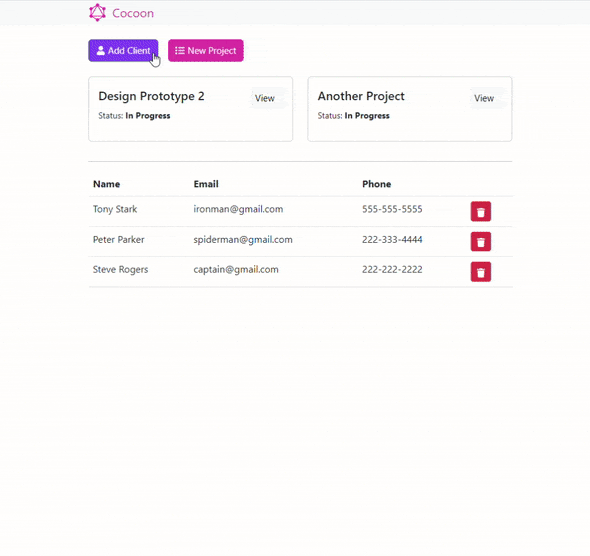 Cocoon
Add Client New Project
Design Prototype 2 View
Status: In Progress
Another Project View
Status: In Progress
Name Email Phone
Tony Stark ironman@gmail.com 555-555-5555
Peter Parker spiderman@gmail.com 222-333-4444
Steve Rogers captain@gmail.com 222-222-2222